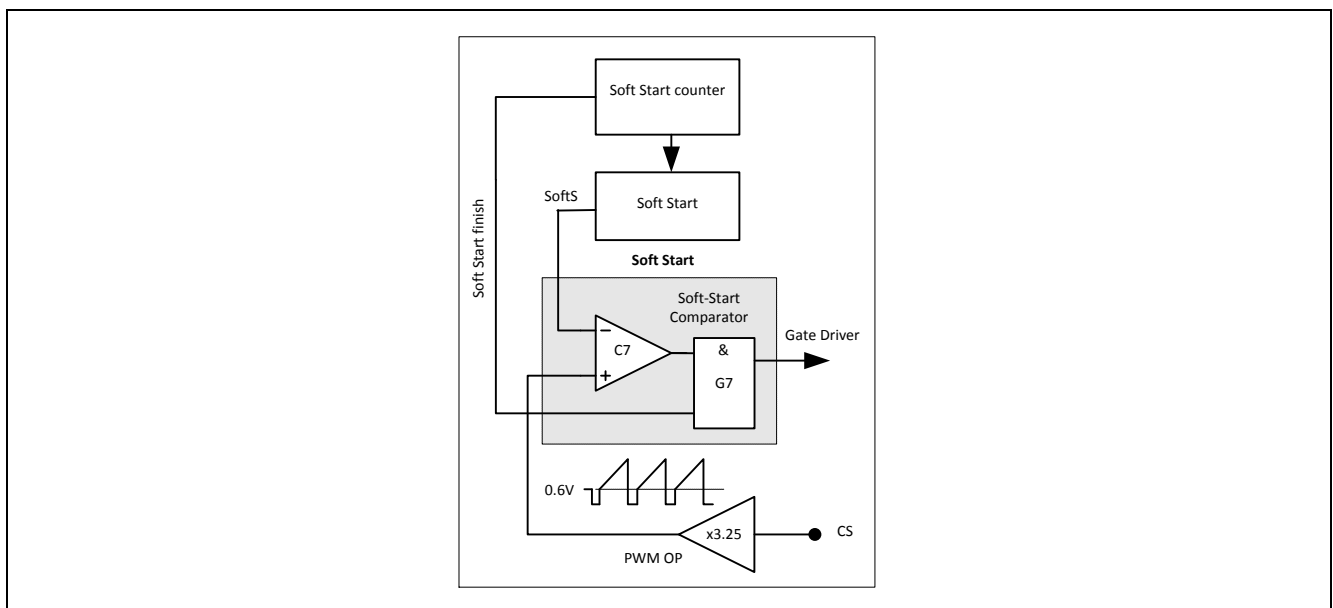 Soft Start counter
SoftS
Soft Start
Soft Start finish
Soft Start
Soft-Start
Comparator
Gate Driver
−
C7
&
+
G7
0.6V
x3.25
CS
PWM OP